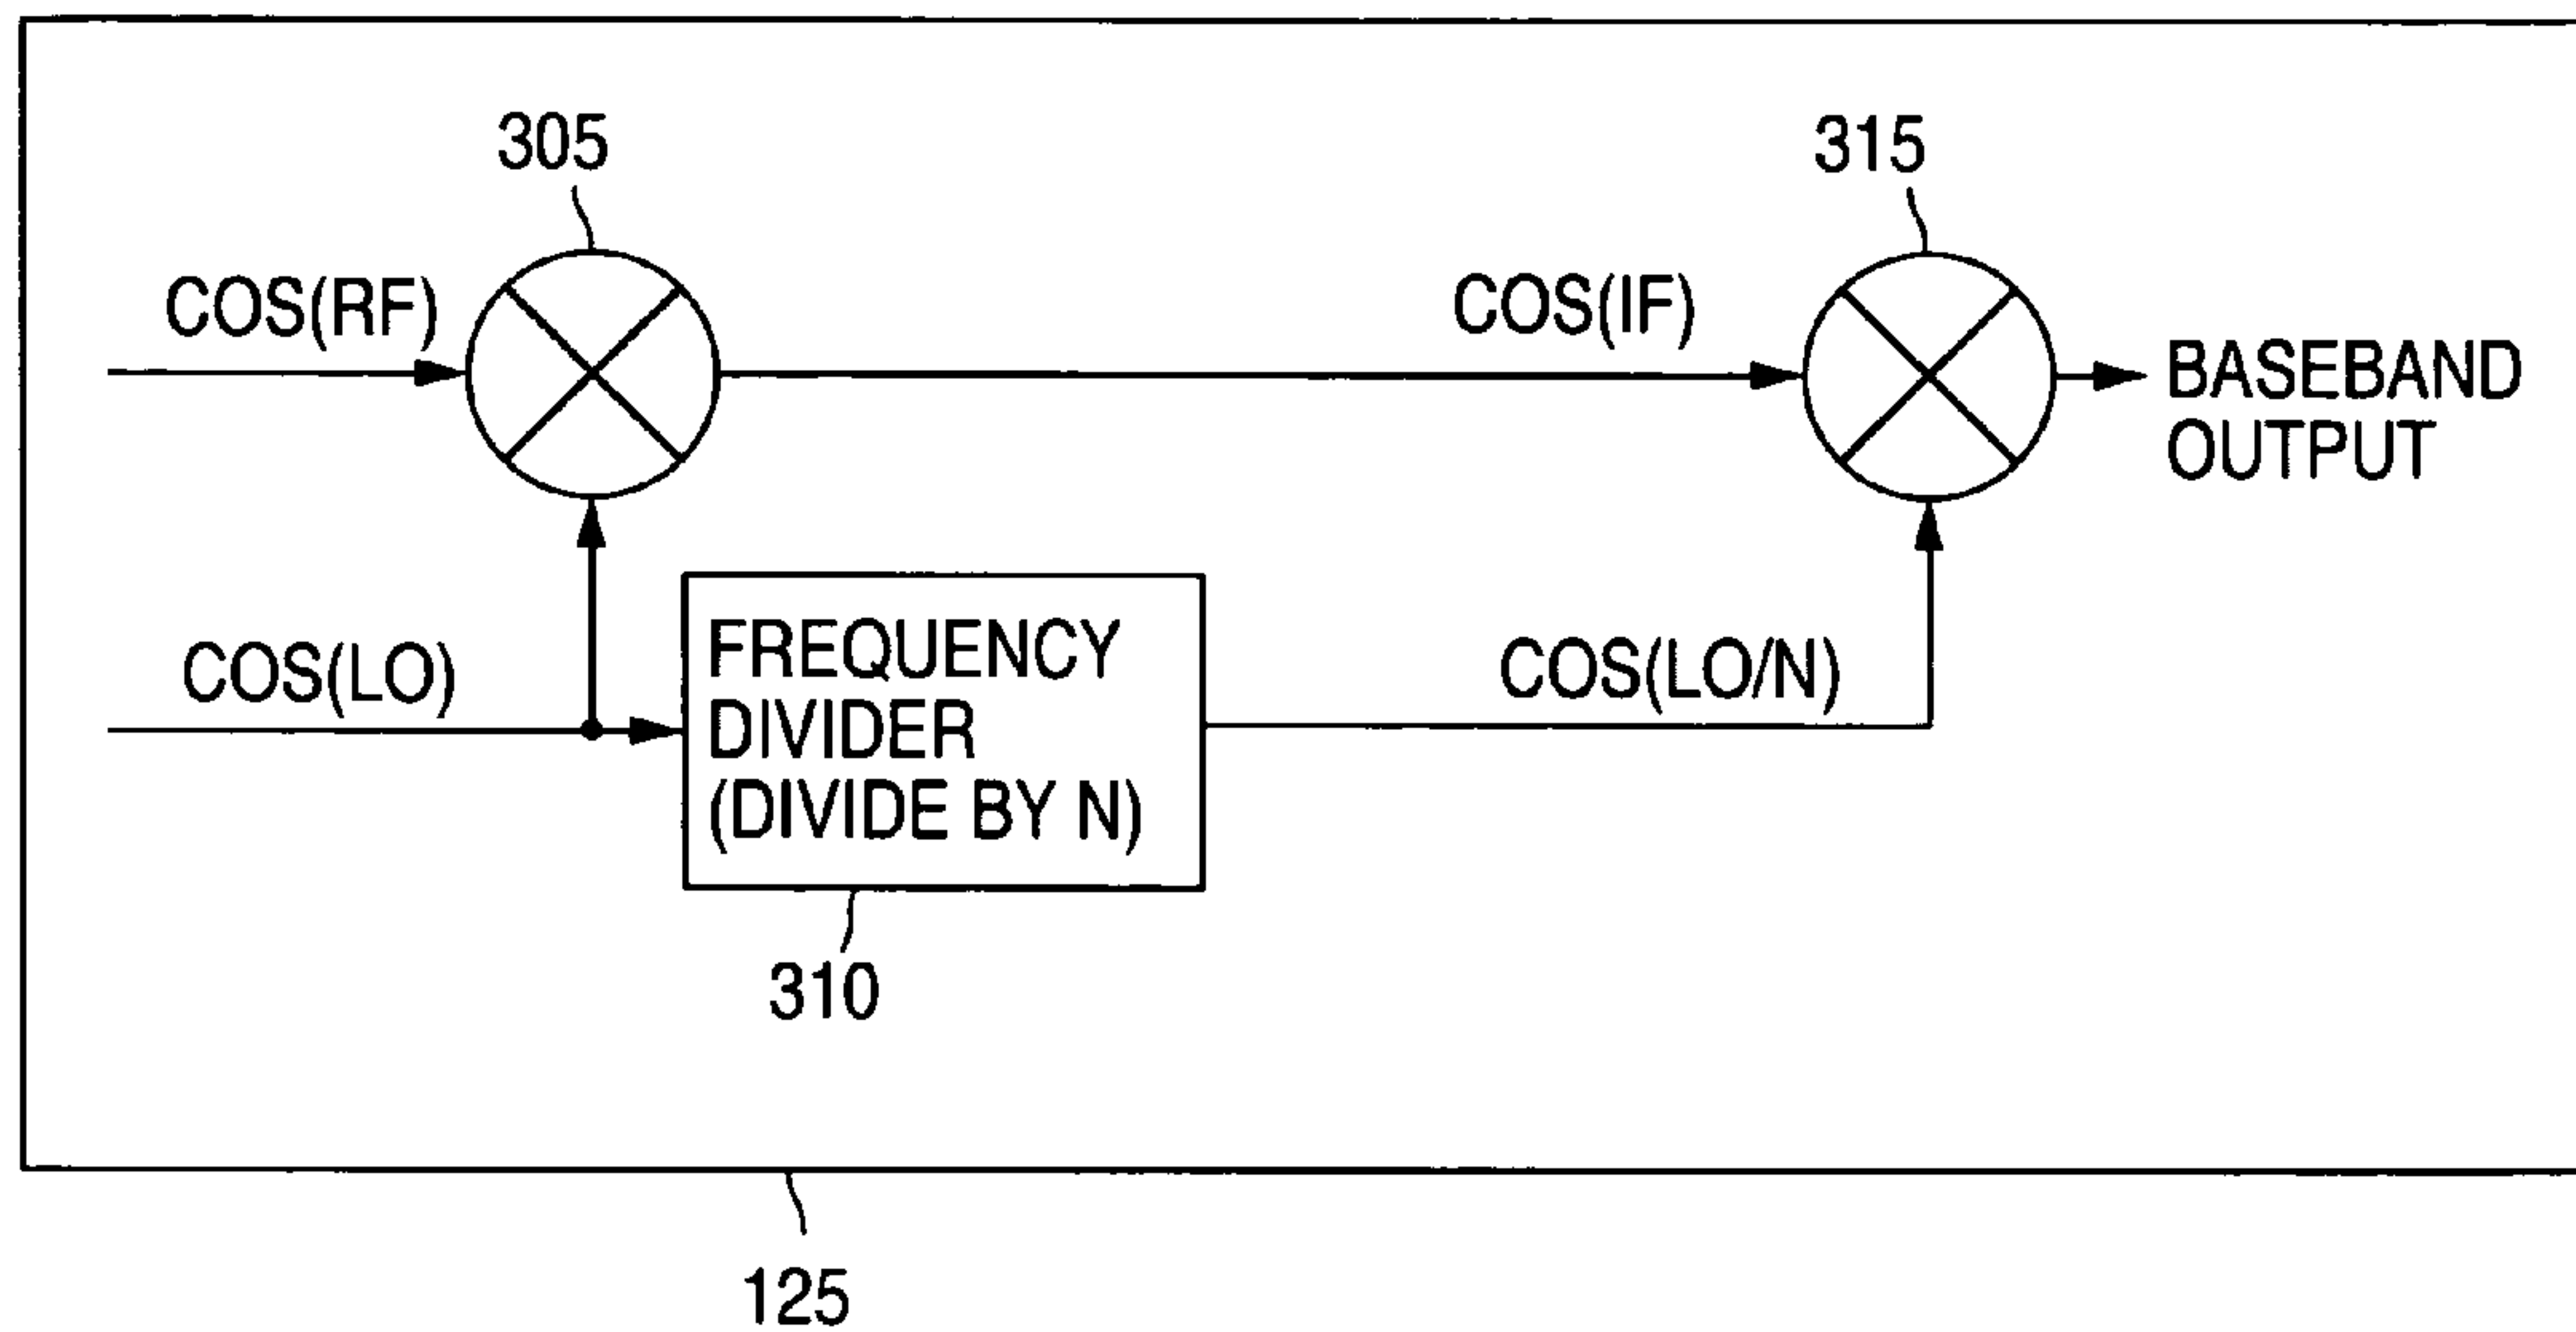 305
315
COS(RF)
COS(IF)
BASEBAND
OUTPUT
COS(LO)
FREQUENCY
DIVIDER
(DIVIDE BY N)
COS(LO/N)
310
125